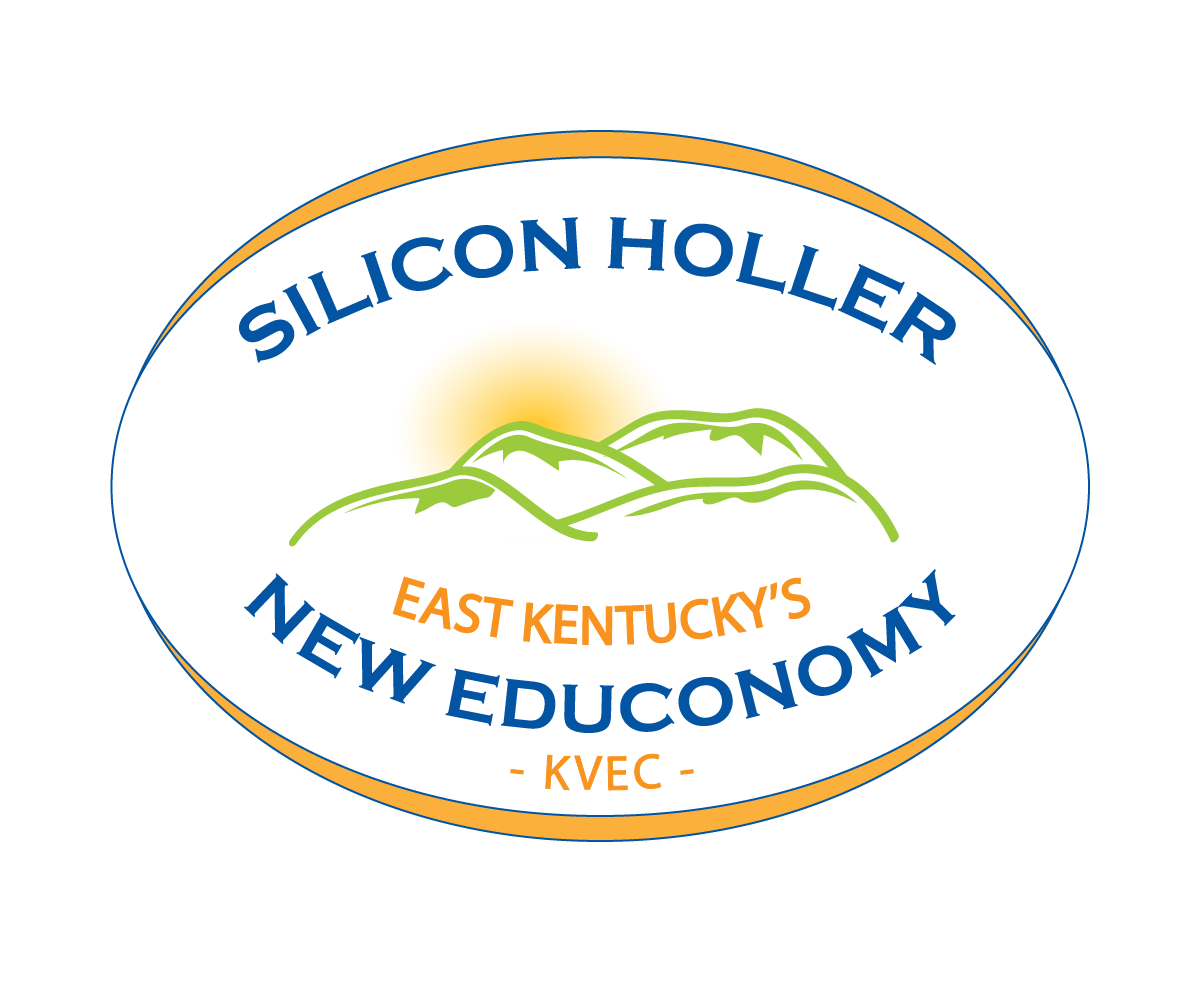 SILICON HOLLER
EAST KENTUCKY'S
NEW EDUCONOMY
- KVEC -